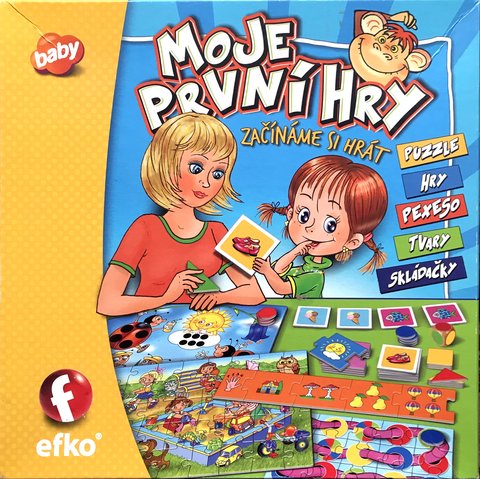 baby
MOJE
PRVNÍ HRY
ZAČÍNÁME SI HRÁT
PUZZLE
HRY
PEXESO
TVARY
SKLÁDAČKY
f
efko®